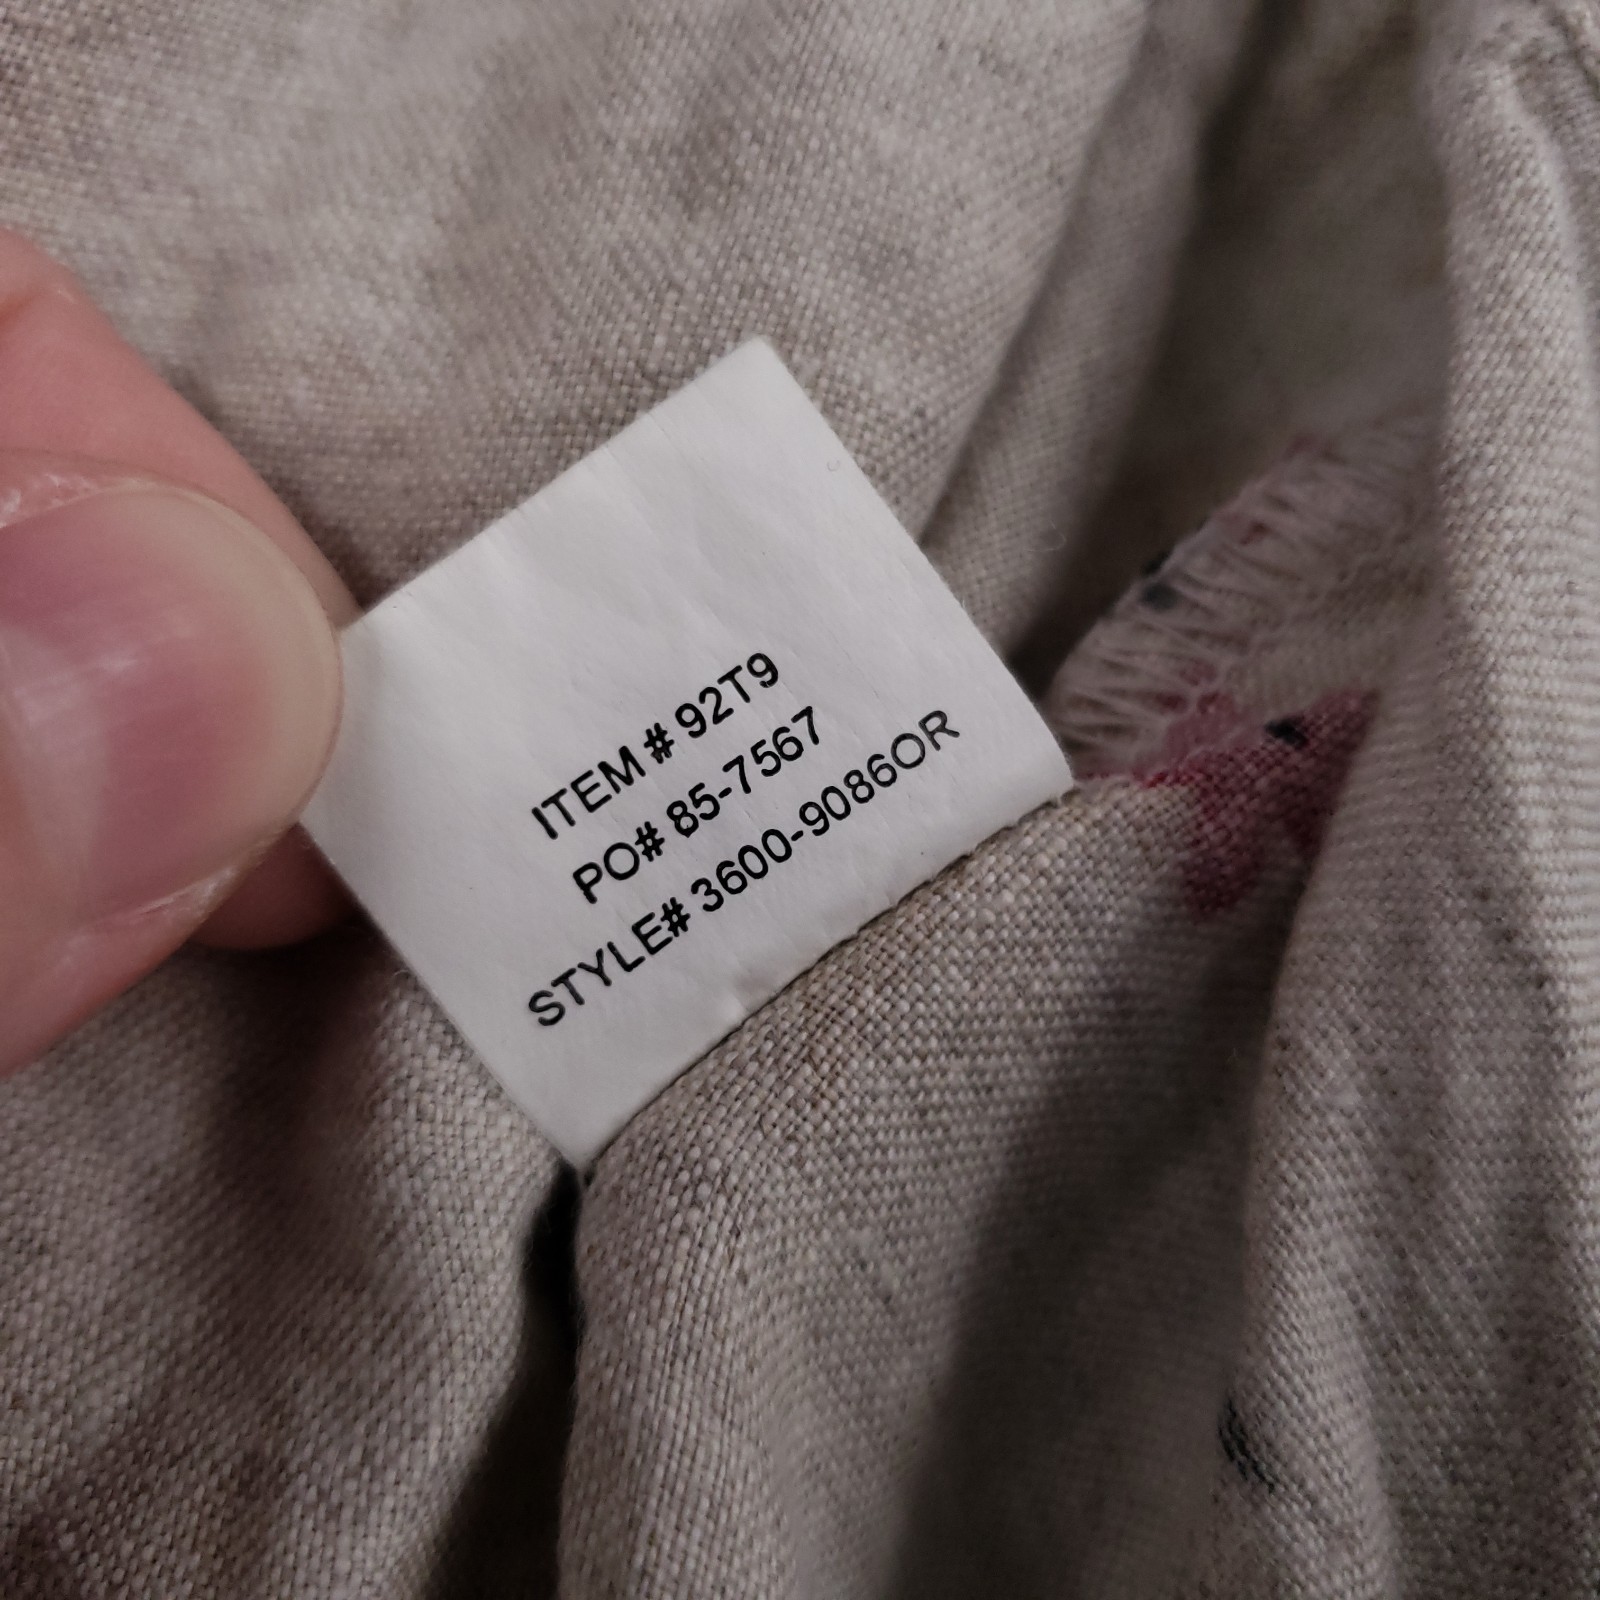 ITEM # 92T9
PO# 85-7567
STYLE# 3600-9086OR